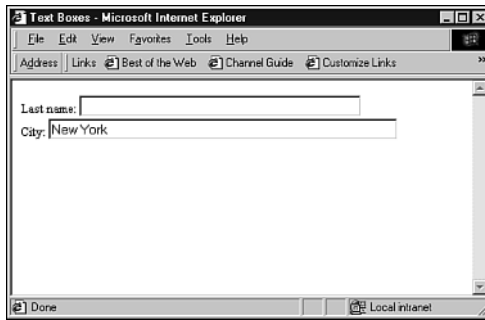 Text Boxes - Microsoft Internet Explorer
File Edit View Favorites Tools Help
Address Links Best of the Web Channel Guide Customize Links »
Last name:
City: New York
Done Local intranet